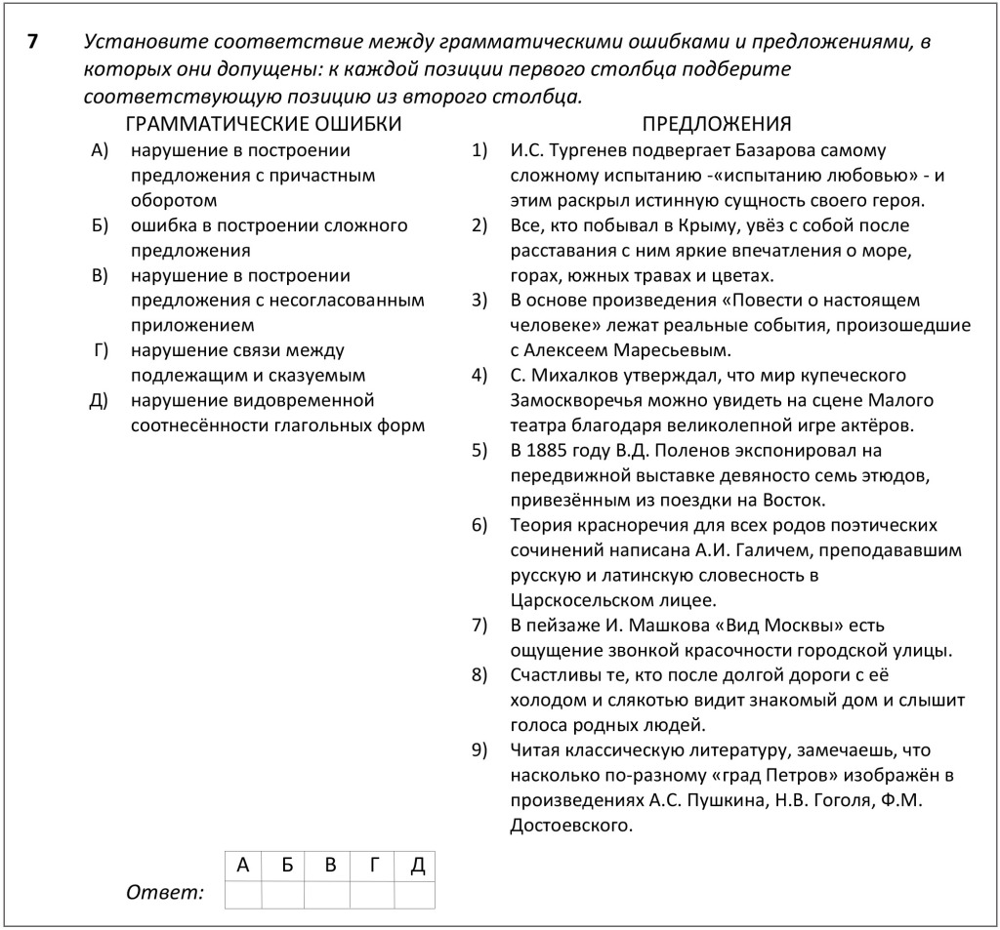 7 Установите соответствие между грамматическими ошибками и предложениями, в
которых они допущены: к каждой позиции первого столбца подберите
соответствующую позицию из второго столбца.
ГРАММАТИЧЕСКИЕ ОШИБКИ
А) нарушение в построении
предложения с причастным
оборотом
Б) ошибка в построении сложного
предложения
В) нарушение в построении
предложения с несогласованным
приложением
Г) нарушение связи между
подлежащим и сказуемым
Д) нарушение видовременной
соотнесённости глагольных форм
ПРЕДЛОЖЕНИЯ
1) И.С. Тургенев подвергает Базарова самому
сложному испытанию -«испытанию любовью» - и
этим раскрыл истинную сущность своего героя.
2) Все, кто побывал в Крыму, увёз с собой после
расставания с ним яркие впечатления о море,
горах, южных травах и цветах.
3) В основе произведения «Повести о настоящем
человеке» лежат реальные события, произошедшие
с Алексеем Маресьевым.
4) С. Михалков утверждал, что мир купеческого
Замоскворечья можно увидеть на сцене Малого
театра благодаря великолепной игре актёров.
5) В 1885 году В.Д. Поленов экспонировал на
передвижной выставке девяносто семь этюдов,
привезённым из поездки на Восток.
6) Теория красноречия для всех родов поэтических
сочинений написана А.И. Галичем, преподававшим
русскую и латинскую словесность в
Царскосельском лицее.
7) В пейзаже И. Машкова «Вид Москвы» есть
ощущение звонкой красочности городской улицы.
8) Счастливы те, кто после долгой дороги с её
холодом и слякотью видит знакомый дом и слышит
голоса родных людей.
9) Читая классическую литературу, замечаешь, что
насколько по-разному «град Петров» изображён в
произведениях А.С. Пушкина, Н.В. Гоголя, Ф.М.
Достоевского.
А Б В Г Д
Ответ: